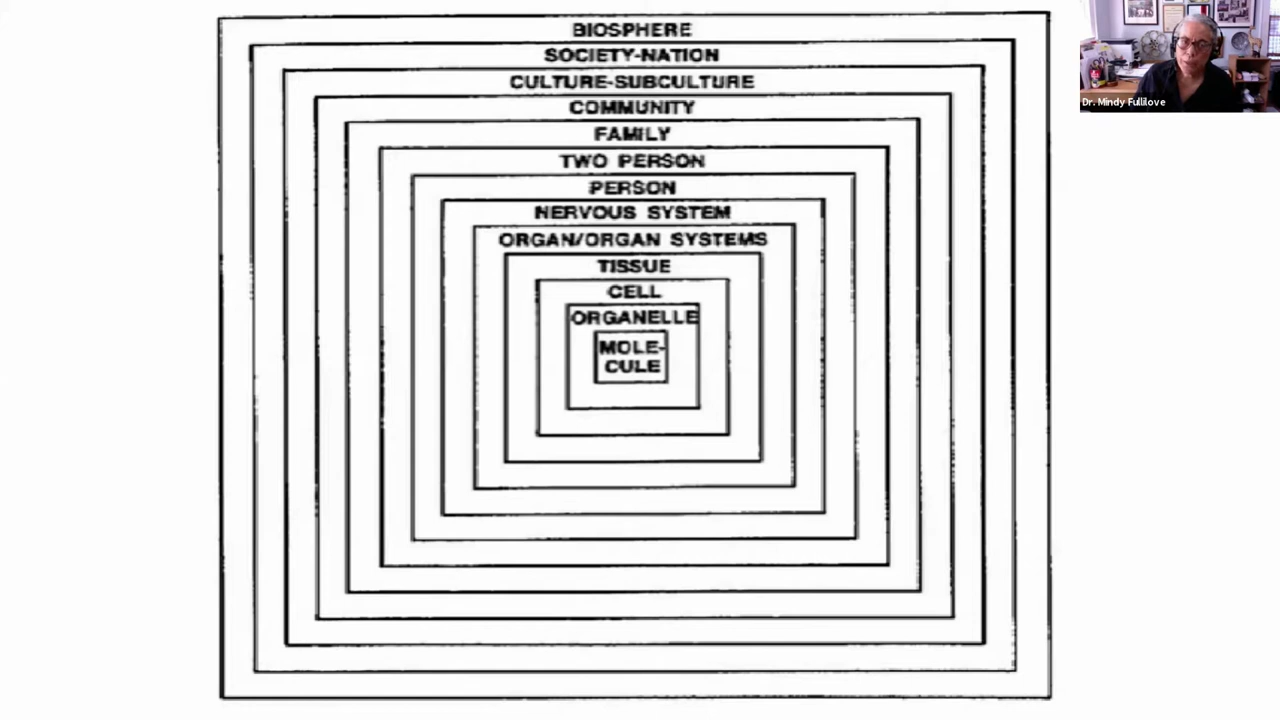 BIOSPHERE
SOCIETY-NATION
CULTURE-SUBCULTURE
COMMUNITY
FAMILY
TWO PERSON
PERSON
NERVOUS SYSTEM
ORGAN/ORGAN SYSTEMS
TISSUE
CELL
ORGANELLE
MOLE-
CULE
Dr. Mindy Fullilove